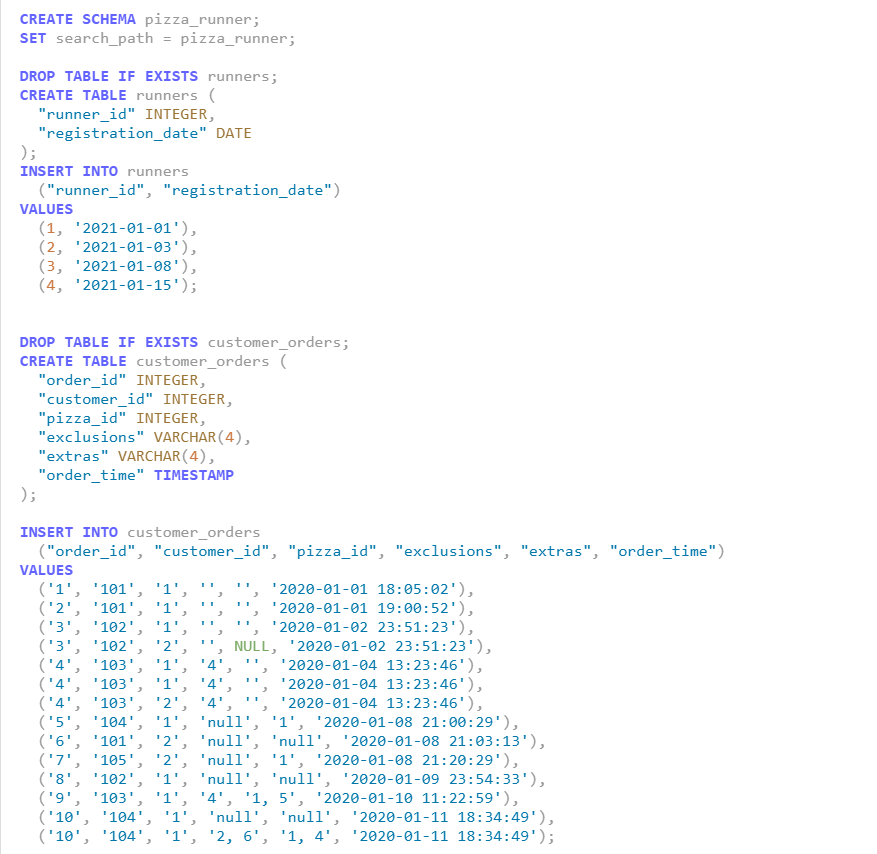 CREATE SCHEMA pizza_runner;
SET search_path = pizza_runner;
DROP TABLE IF EXISTS runners;
CREATE TABLE runners (
"runner_id" INTEGER,
"registration_date" DATE
);
INSERT INTO runners
("runner_id", "registration_date")
VALUES
(1, '2021-01-01'),
(2, '2021-01-03'),
(3, '2021-01-08'),
(4, '2021-01-15');
DROP TABLE IF EXISTS customer_orders;
CREATE TABLE customer_orders (
"order_id" INTEGER,
"customer_id" INTEGER,
"pizza_id" INTEGER,
"exclusions" VARCHAR(4),
"extras" VARCHAR(4),
"order_time" TIMESTAMP
);
INSERT INTO customer_orders
("order_id", "customer_id", "pizza_id", "exclusions", "extras", "order_time")
VALUES
('1', '101', '1', '', '', '2020-01-01 18:05:02'),
('2', '101', '1', '', '', '2020-01-01 19:00:52'),
('3', '102', '1', '', '', '2020-01-02 23:51:23'),
('3', '102', '2', '', NULL, '2020-01-02 23:51:23'),
('4', '103', '1', '4', '', '2020-01-04 13:23:46'),
('4', '103', '1', '4', '', '2020-01-04 13:23:46'),
('4', '103', '2', '4', '', '2020-01-04 13:23:46'),
('5', '104', '1', 'null', '1', '2020-01-08 21:00:29'),
('6', '101', '2', 'null', 'null', '2020-01-08 21:03:13'),
('7', '105', '2', 'null', '1', '2020-01-08 21:20:29'),
('8', '102', '1', 'null', 'null', '2020-01-09 23:54:33'),
('9', '103', '1', '4', '1, 5', '2020-01-10 11:22:59'),
('10', '104', '1', 'null', 'null', '2020-01-11 18:34:49'),
('10', '104', '1', '2, 6', '1, 4', '2020-01-11 18:34:49');